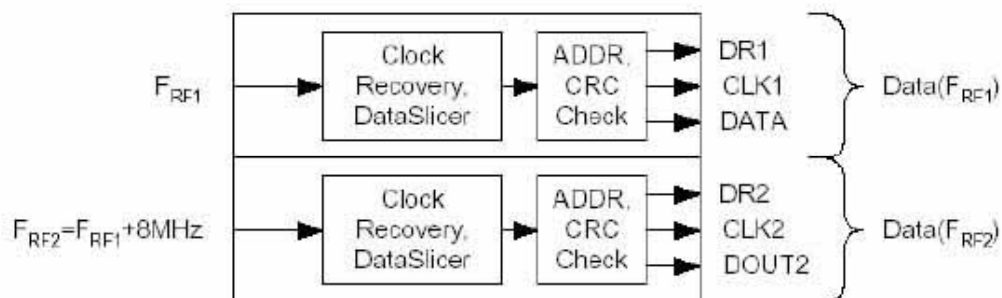 F_RF1
Clock
Recovery,
DataSlicer
ADDR,
CRC
Check
DR1
CLK1
DATA
Data(F_RF1)
F_RF2=F_RF1+8MHz
Clock
Recovery,
DataSlicer
ADDR,
CRC
Check
DR2
CLK2
DOUT2
Data(F_RF2)